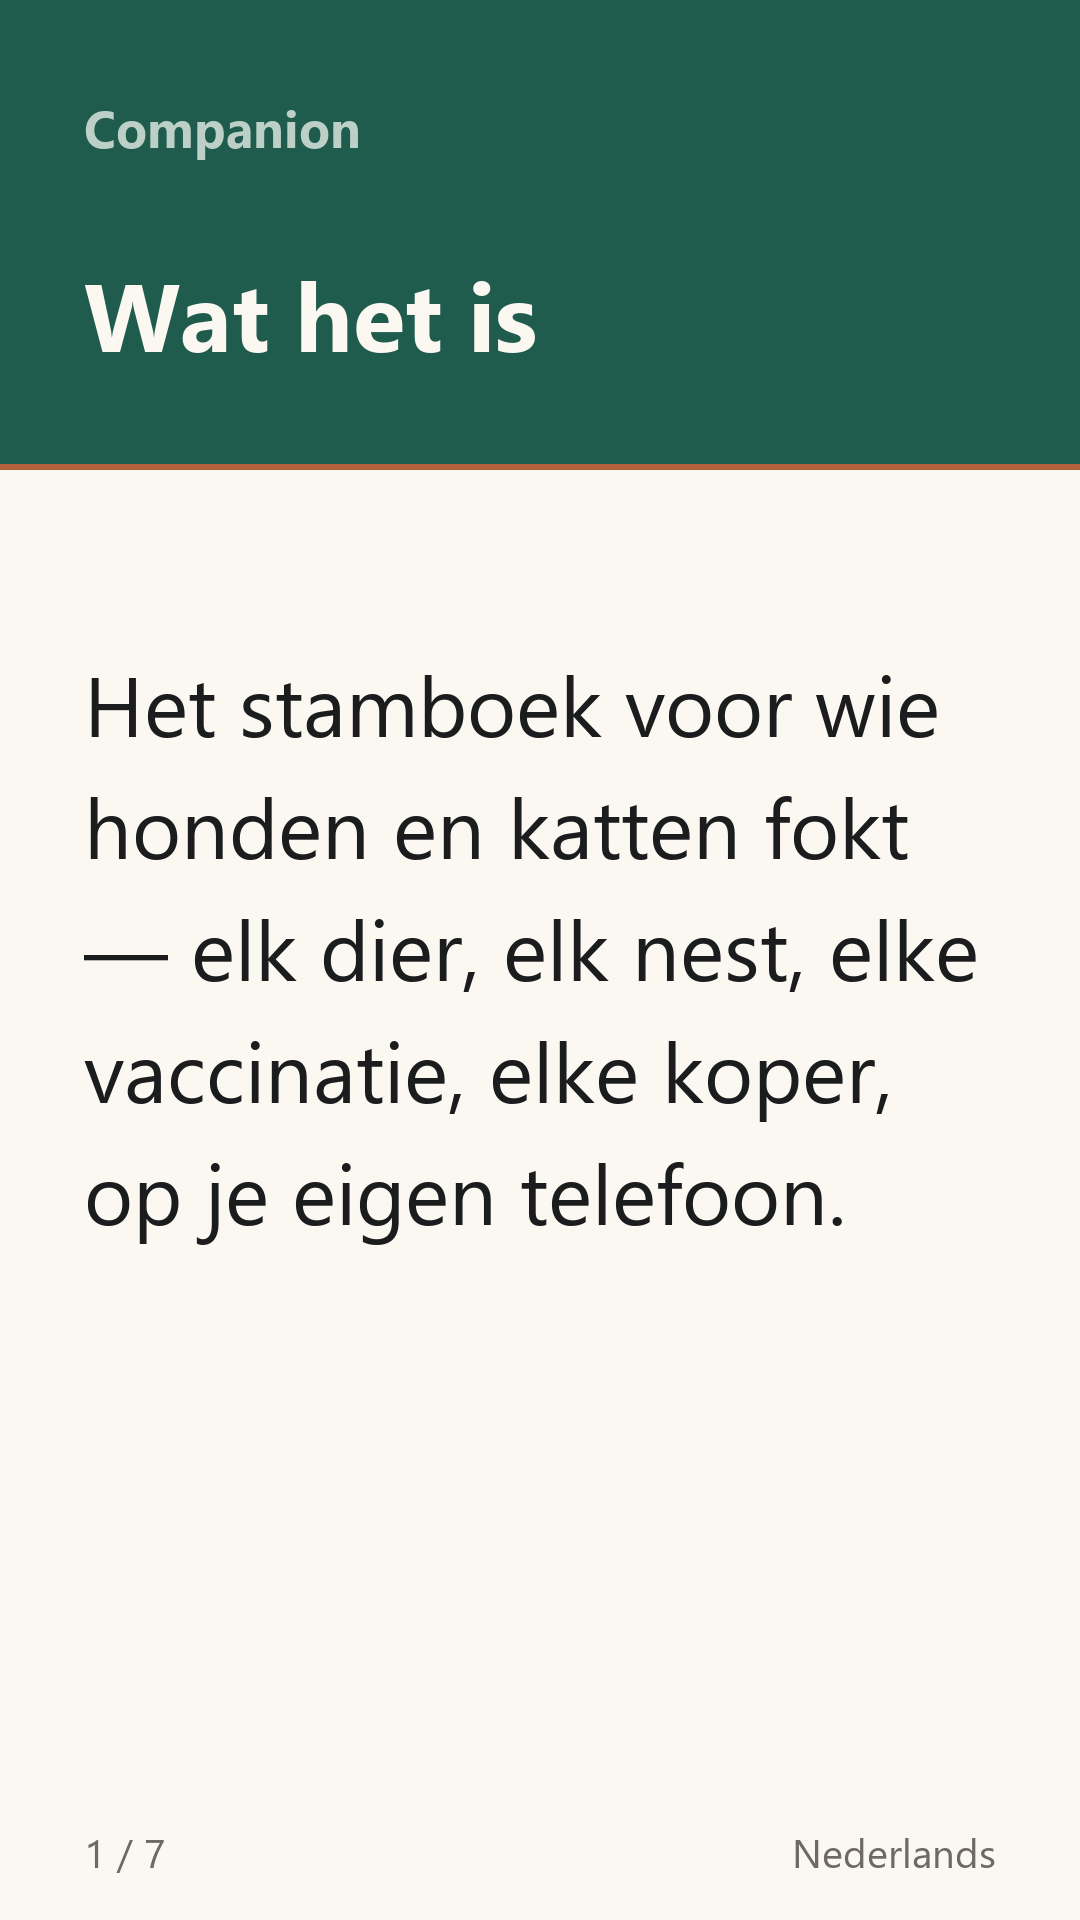 Companion
Wat het is
Het stamboek voor wie
honden en katten fokt
— elk dier, elk nest, elke
vaccinatie, elke koper,
op je eigen telefoon.
1 / 7
Nederlands